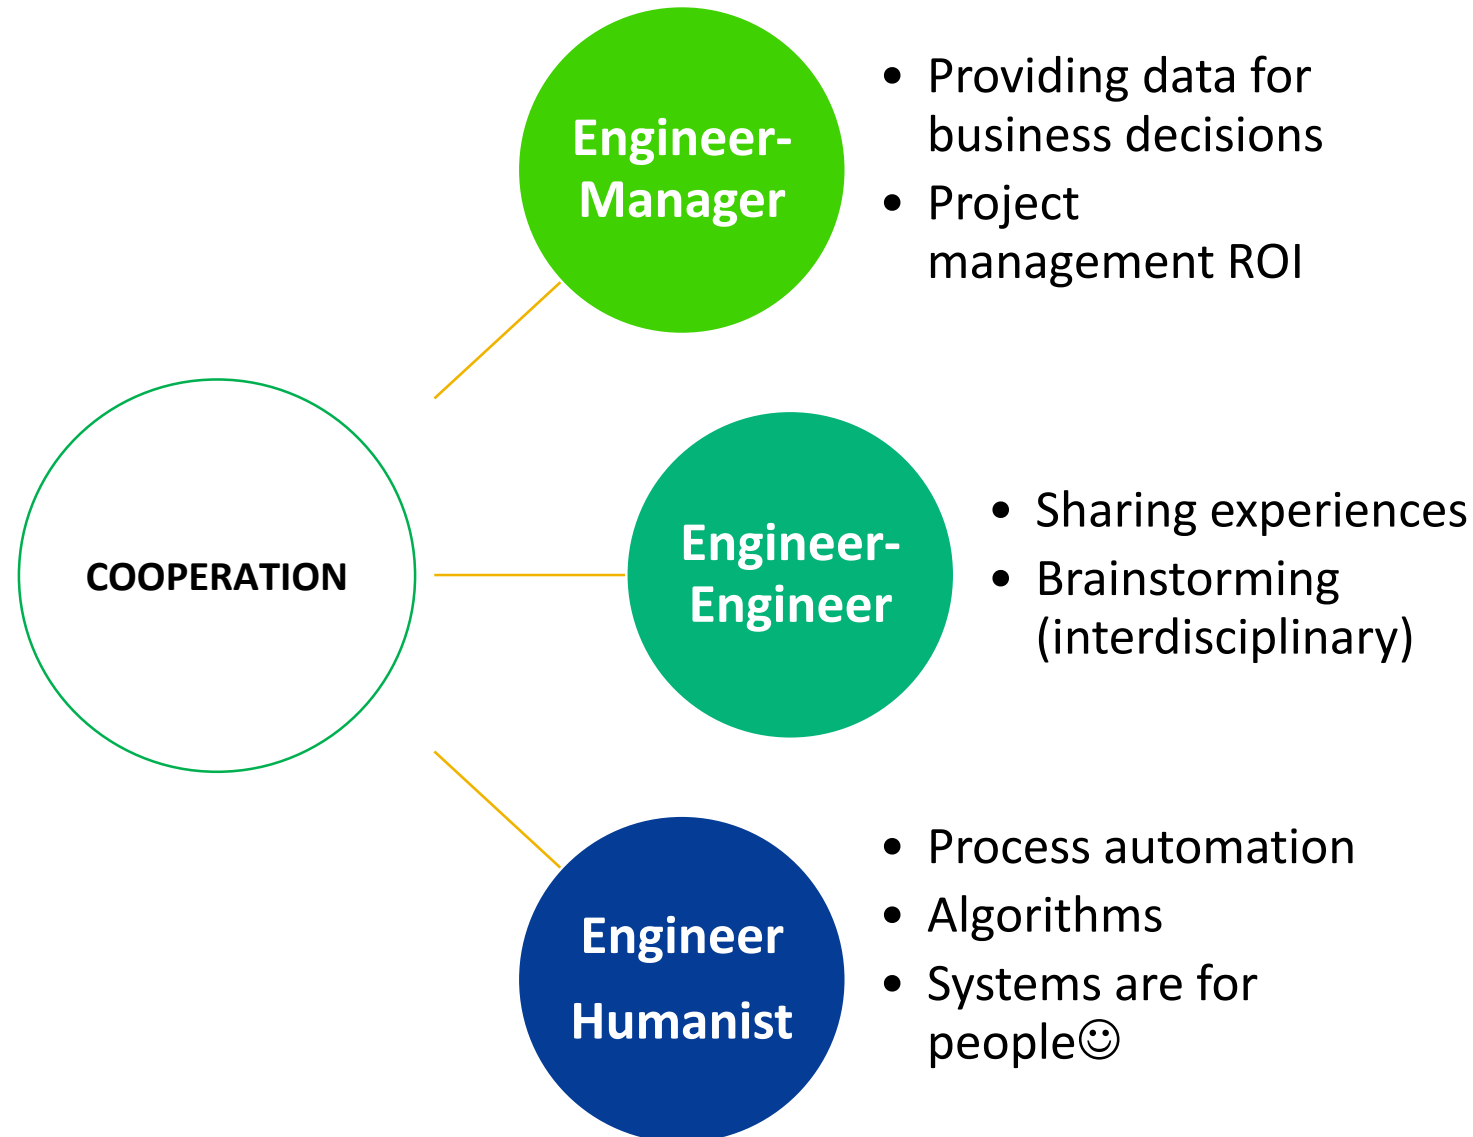 Engineer-
Manager
• Providing data for
business decisions
• Project
management ROI
COOPERATION
Engineer-
Engineer
• Sharing experiences
• Brainstorming
(interdisciplinary)
Engineer
Humanist
• Process automation
• Algorithms
• Systems are for
people☺